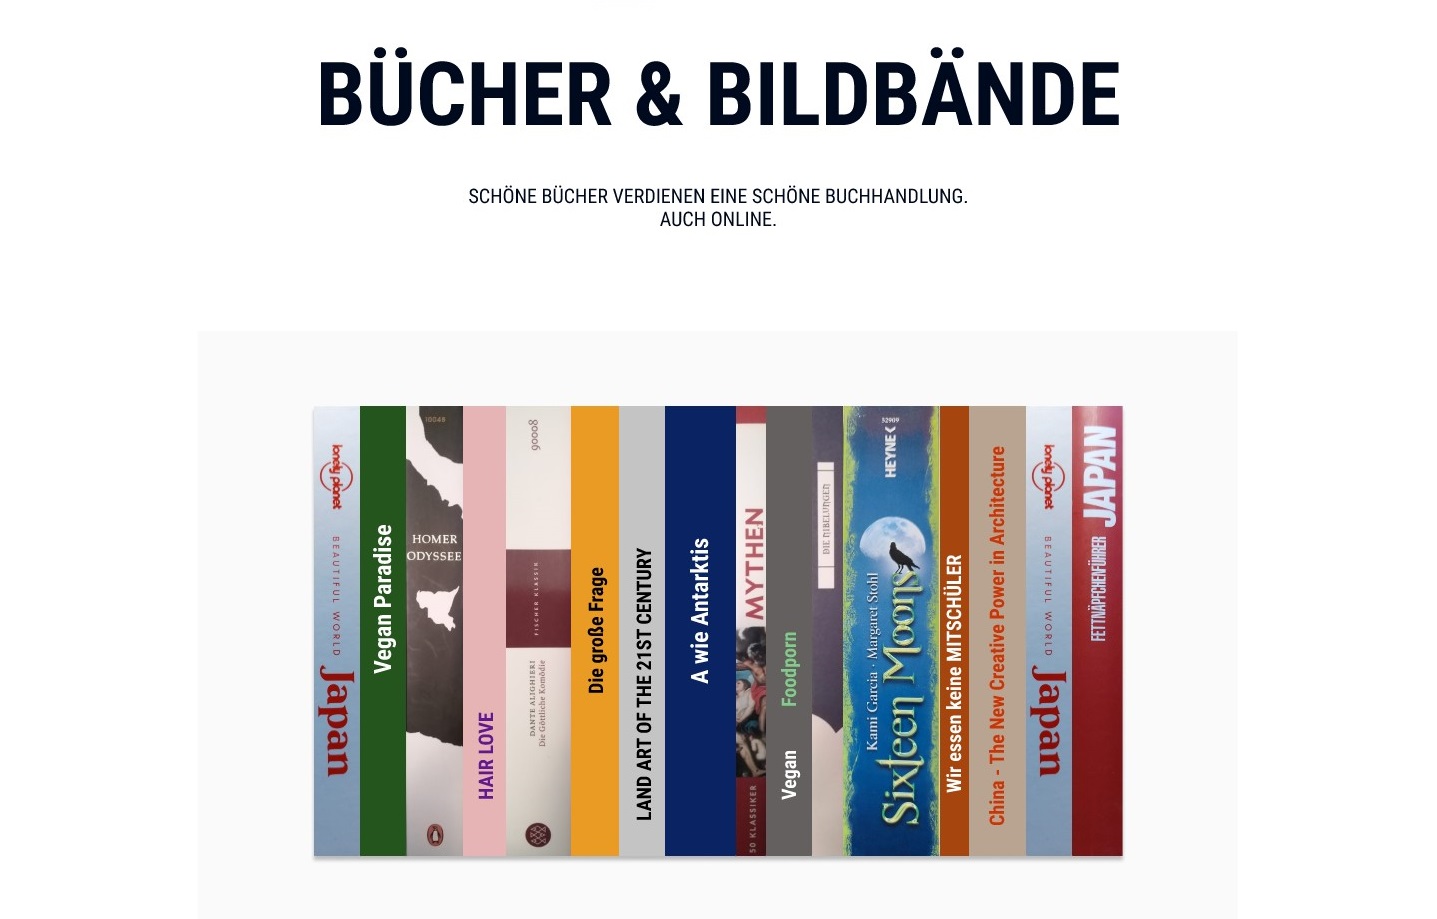 BÜCHER & BILDBÄNDE
SCHÖNE BÜCHER VERDIENEN EINE SCHÖNE BUCHHANDLUNG.
AUCH ONLINE.
lonely planet
BEAUTIFUL WORLD
Japan
Vegan Paradise
10048
HOMER
ODYSSEE
HAIR LOVE
90008
FISCHER KLASSIK
DANTE ALIGHIERI
Die Göttliche Komödie
Die große Frage
LAND ART OF THE 21ST CENTURY
A wie Antarktis
MYTHEN
50 KLASSIKER
Vegan Foodporn
DIE NIBELUNGEN
52909
HEYNE
Kami Garcia · Margaret Stohl
Sixteen Moons
Wir essen keine MITSCHÜLER
China - The New Creative Power in Architecture
lonely planet
BEAUTIFUL WORLD
Japan
FETTNÄPFCHENFÜHRER
JAPAN